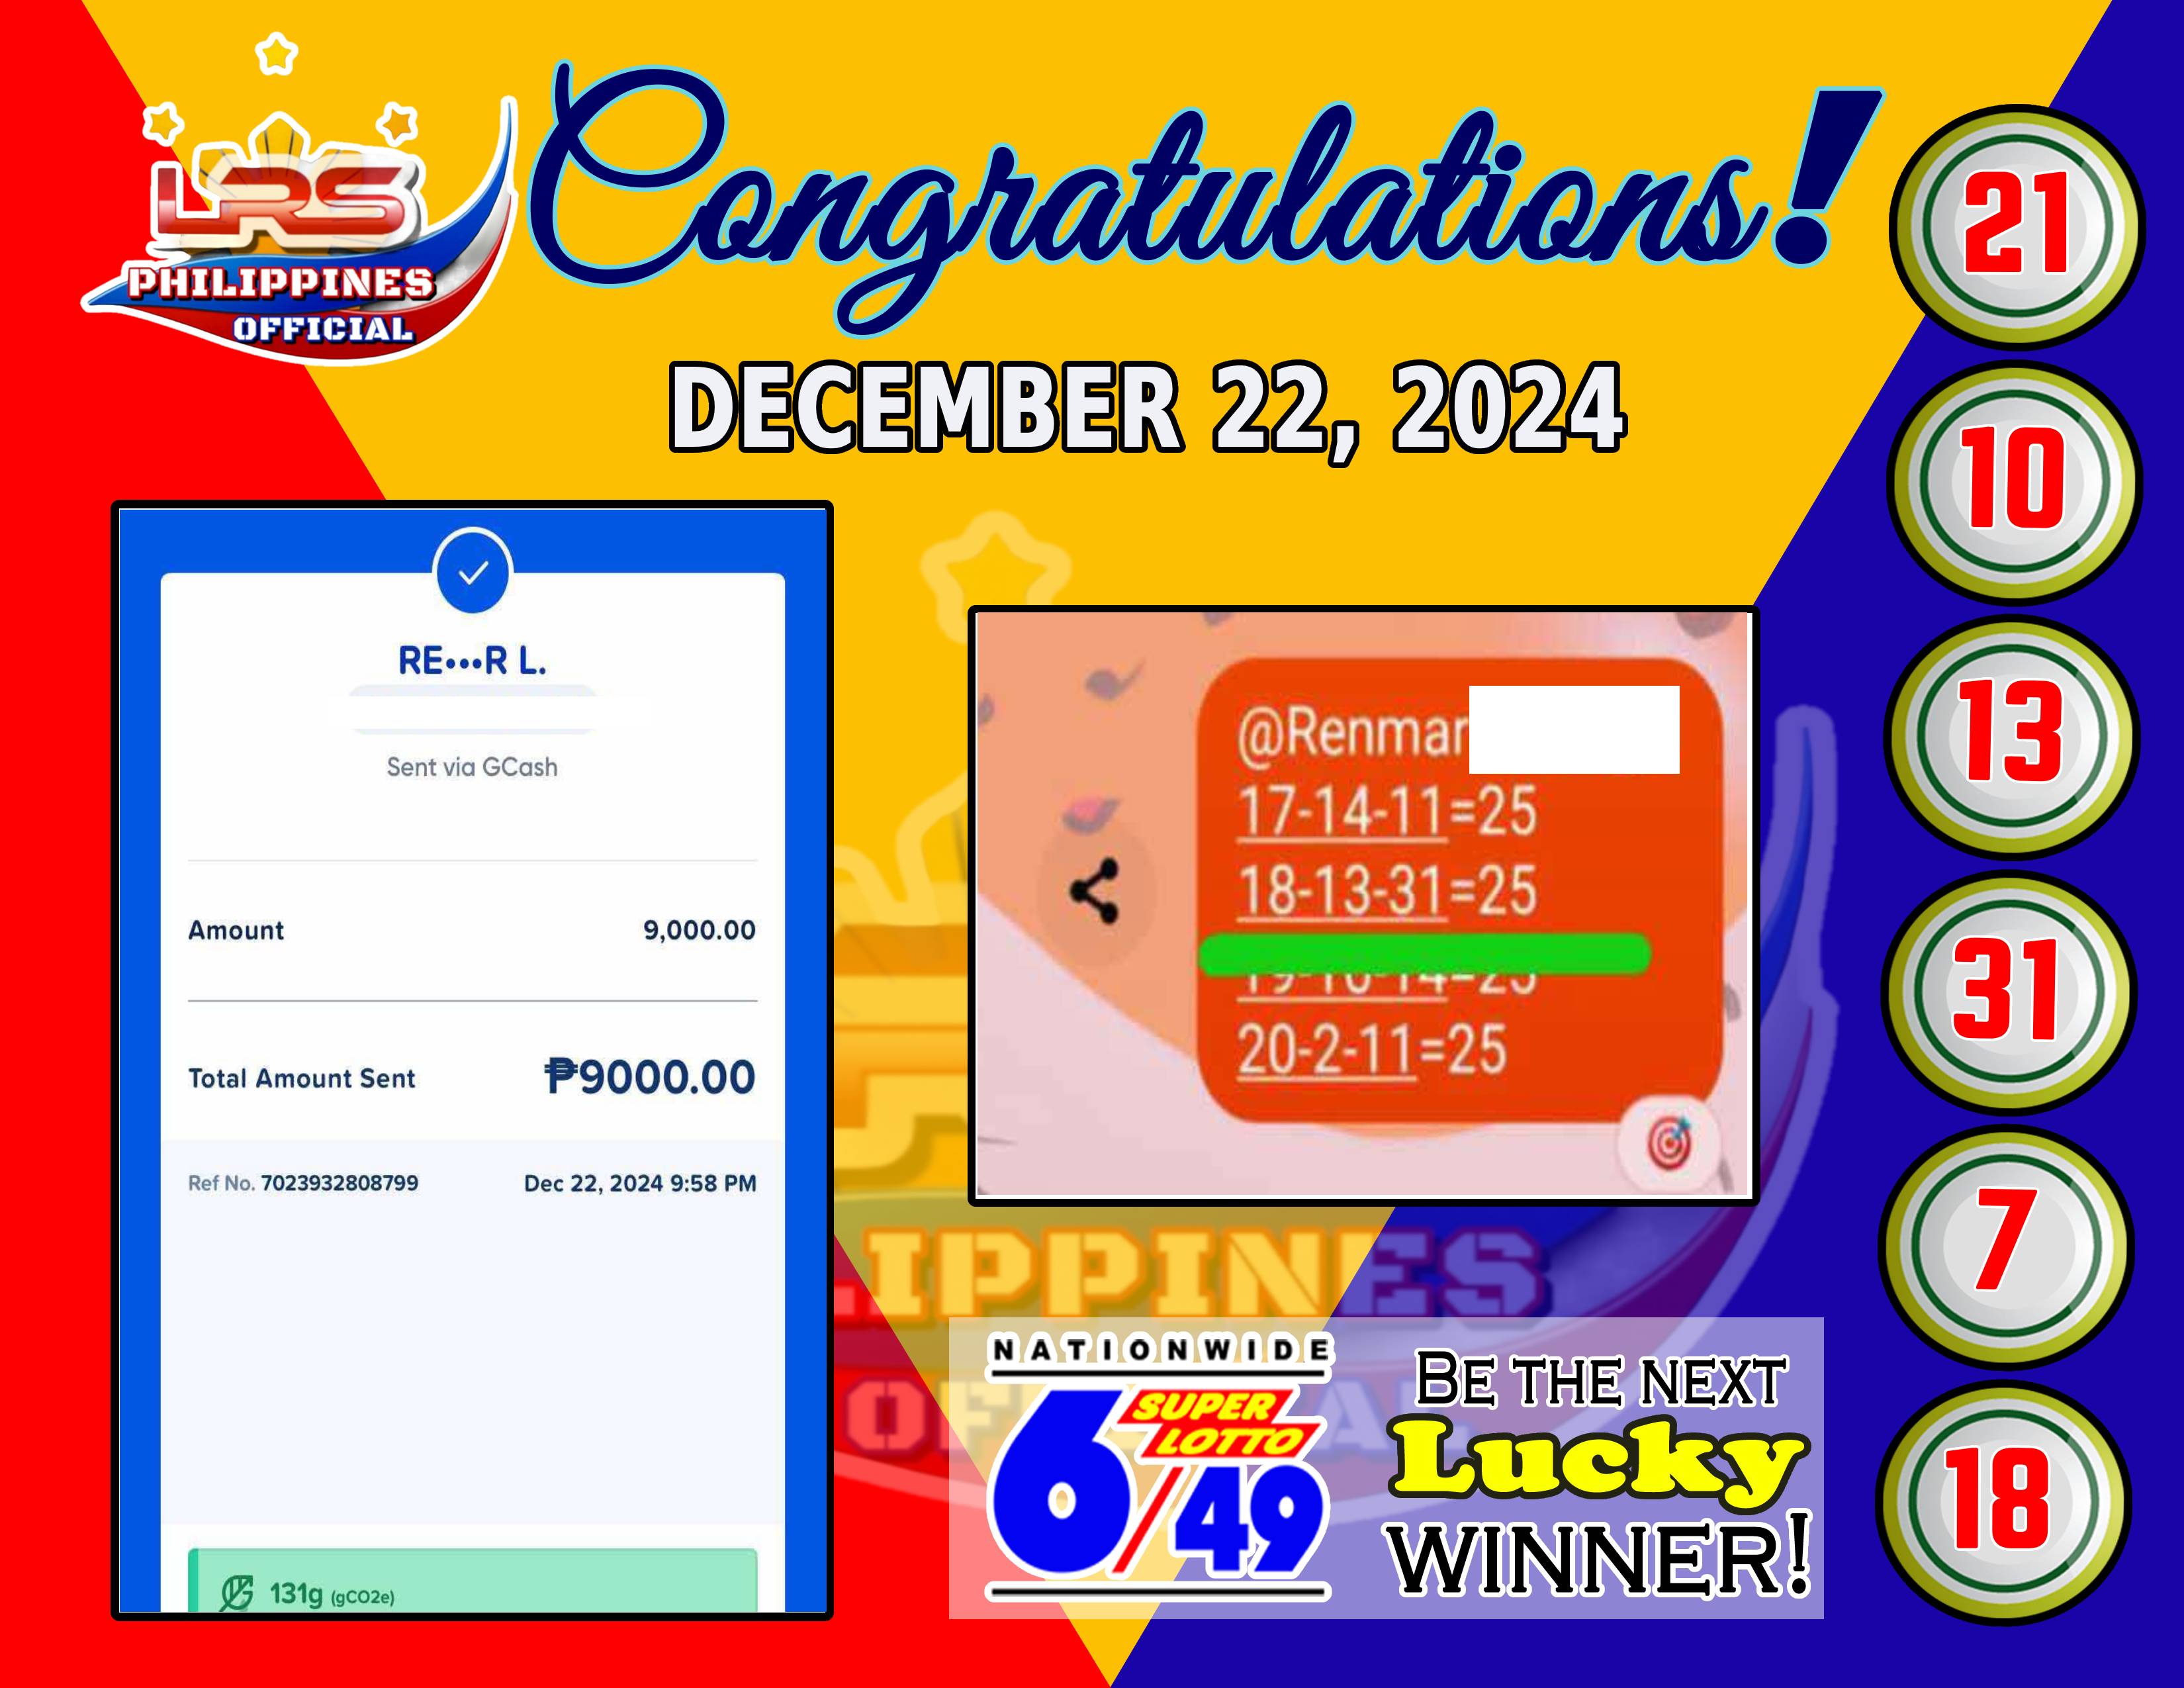 LRS
PHILIPPINES
OFFICIAL
Congratulations!
DECEMBER 22, 2024
RE•••R L.
Sent via GCash
Amount 9,000.00
Total Amount Sent ₱9000.00
Ref No. 7023932808799 Dec 22, 2024 9:58 PM
131g (gCO2e)
@Renmar
17-14-11=25
18-13-31=25
20-2-11=25
IPPINES
NATIONWIDE
SUPER
LOTTO
6/49
BE THE NEXT
Lucky
WINNER!
21
10
13
31
7
18